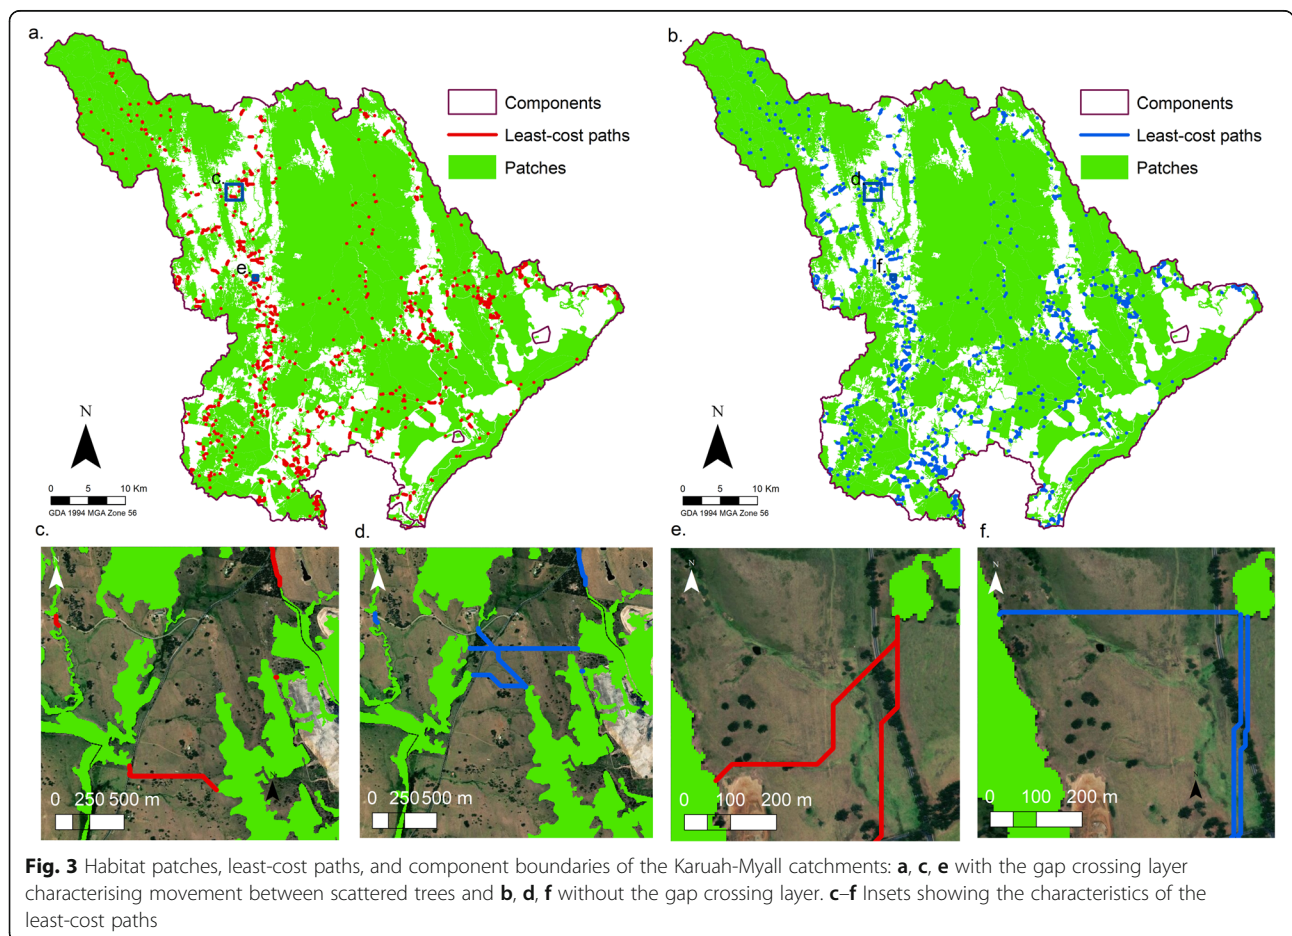 a.
Components
Least-cost paths
Patches
c
e
N
0 5 10 Km
GDA 1994 MGA Zone 56
b.
Components
Least-cost paths
Patches
d
f
N
0 5 10 Km
GDA 1994 MGA Zone 56
c.
N
0 250 500 m
d.
N
0 250 500 m
e.
N
0 100 200 m
f.
N
0 100 200 m
Fig. 3 Habitat patches, least-cost paths, and component boundaries of the Karuah-Myall catchments: a, c, e with the gap crossing layer
characterising movement between scattered trees and b, d, f without the gap crossing layer. c–f Insets showing the characteristics of the
least-cost paths